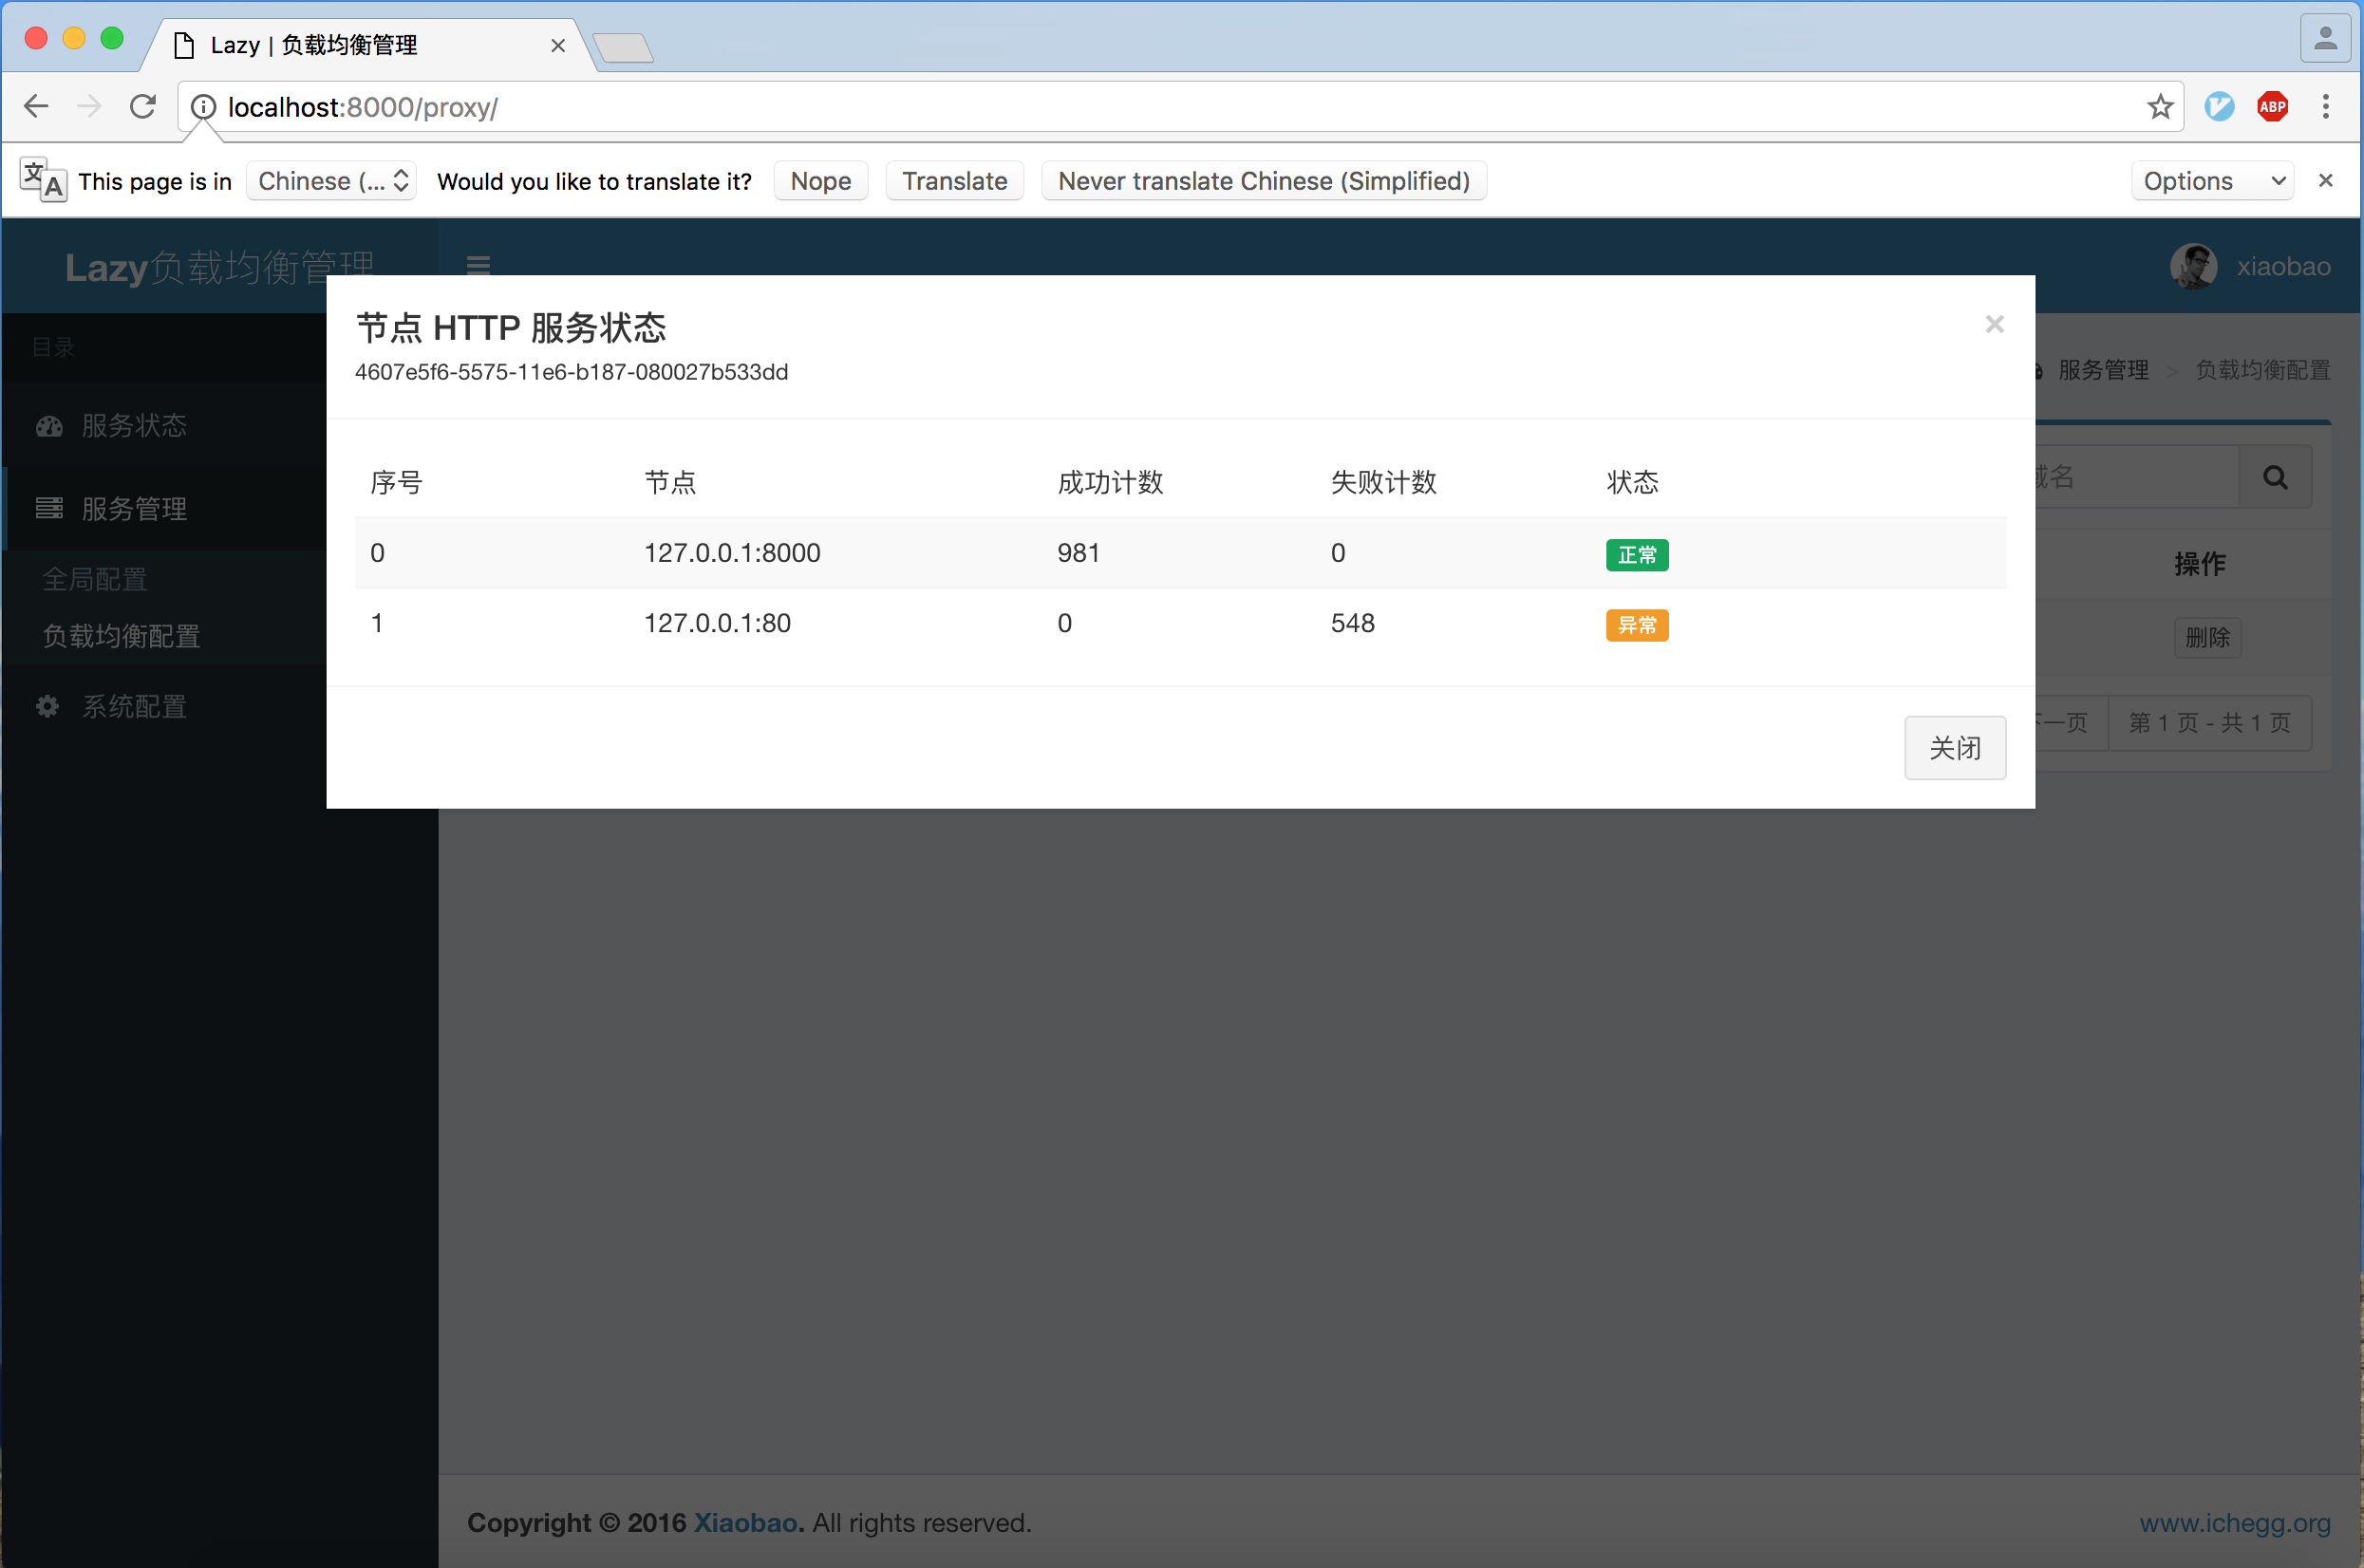 Lazy | 负载均衡管理
localhost:8000/proxy/
ABP
文A
This page is in Chinese (... Would you like to translate it? Nope Translate Never translate Chinese (Simplified) Options
Lazy负载均衡管理
xiaobao
目录
服务状态
服务管理
全局配置
负载均衡配置
系统配置
节点 HTTP 服务状态
4607e5f6-5575-11e6-b187-080027b533dd
序号 节点 成功计数 失败计数 状态
0 127.0.0.1:8000 981 0 正常
1 127.0.0.1:80 0 548 异常
关闭
服务管理 > 负载均衡配置
域名
操作
删除
下一页 第 1 页 - 共 1 页
Copyright © 2016 Xiaobao. All rights reserved.
www.ichegg.org